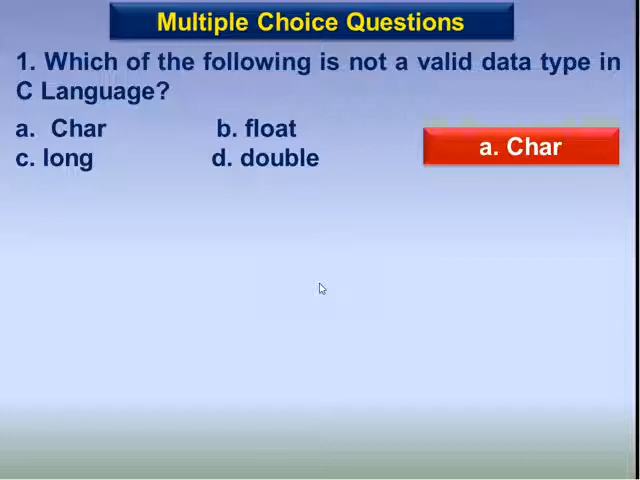 Multiple Choice Questions
1. Which of the following is not a valid data type in
C Language?
a. Char b. float
c. long d. double
a. Char